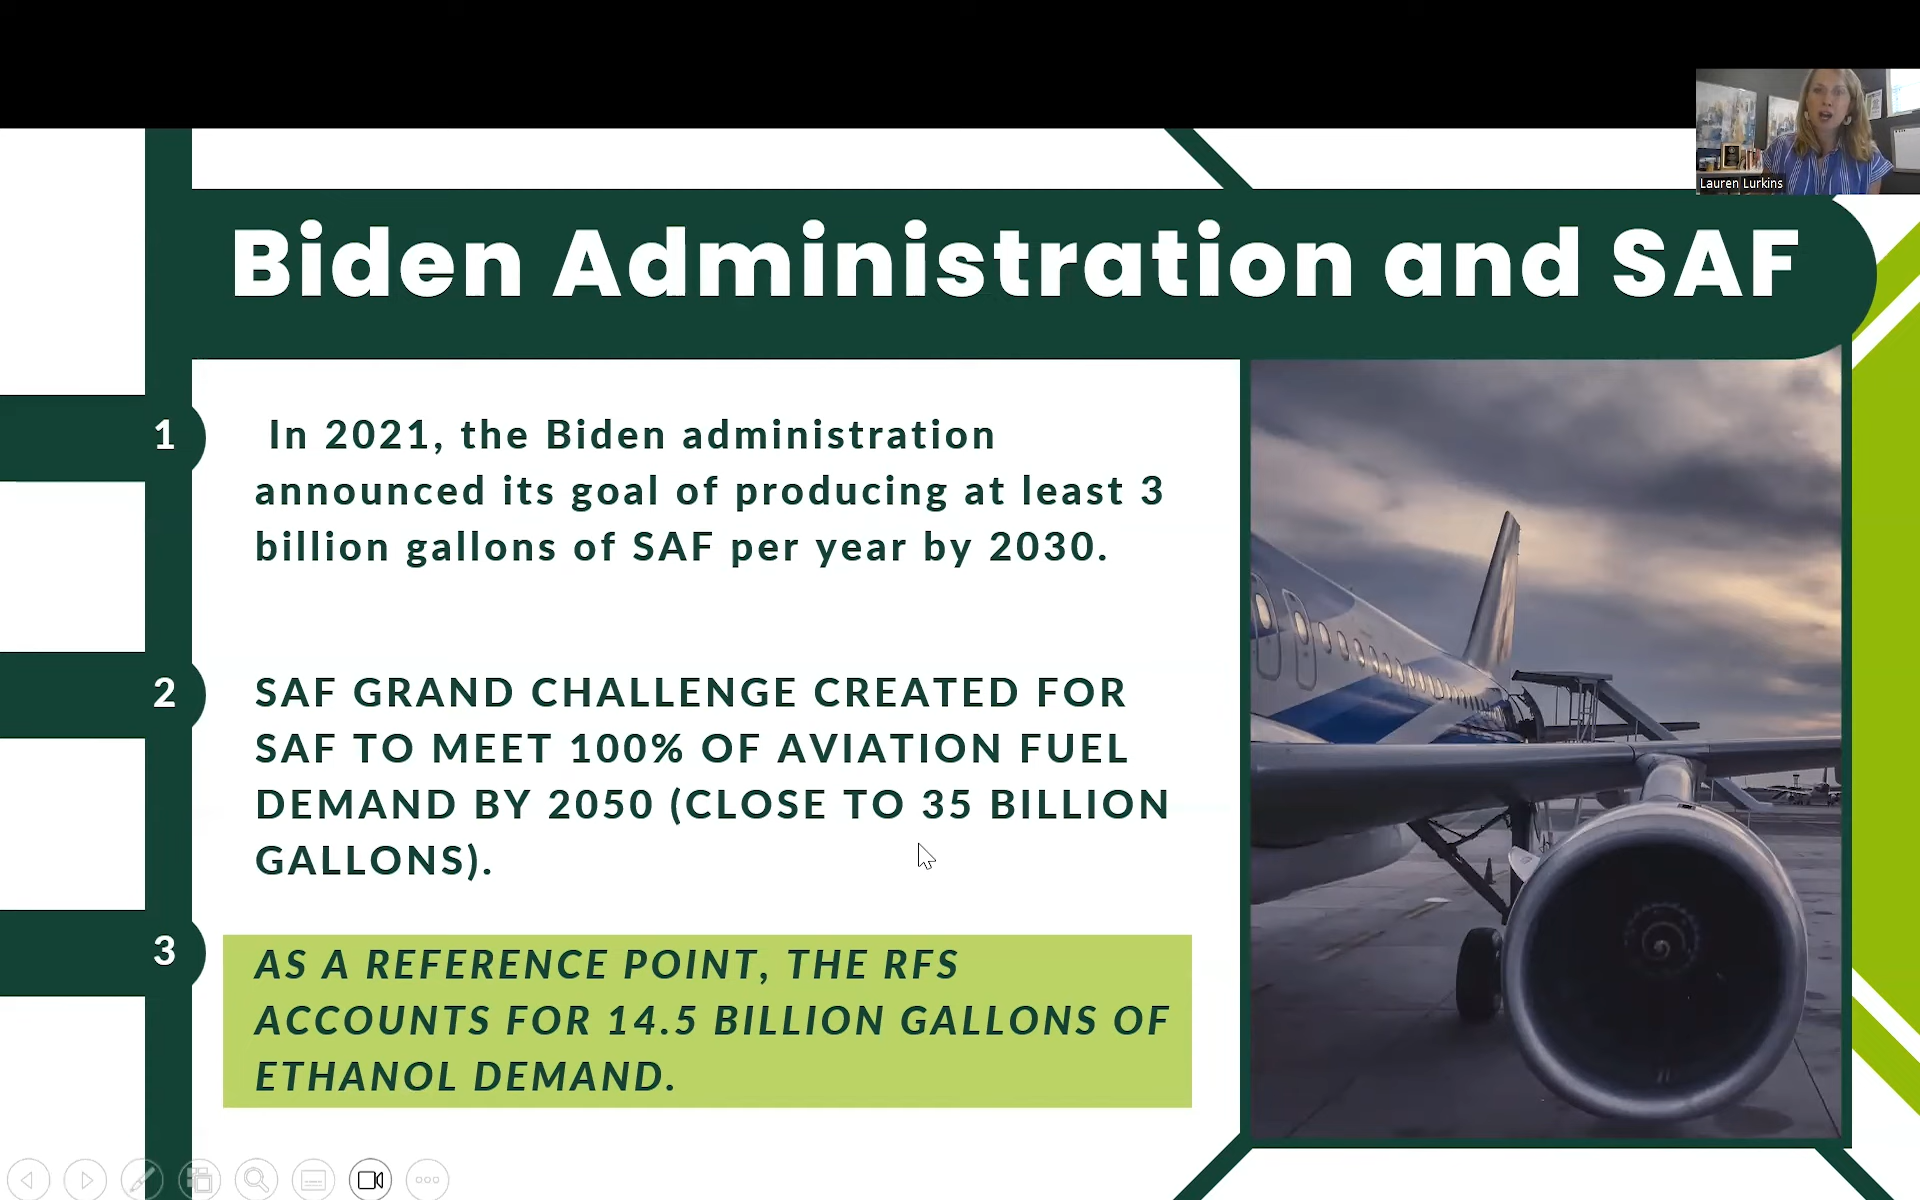 Lauren Lurkins
Biden Administration and SAF
1
In 2021, the Biden administration
announced its goal of producing at least 3
billion gallons of SAF per year by 2030.
2
SAF GRAND CHALLENGE CREATED FOR
SAF TO MEET 100% OF AVIATION FUEL
DEMAND BY 2050 (CLOSE TO 35 BILLION
GALLONS).
3
AS A REFERENCE POINT, THE RFS
ACCOUNTS FOR 14.5 BILLION GALLONS OF
ETHANOL DEMAND.